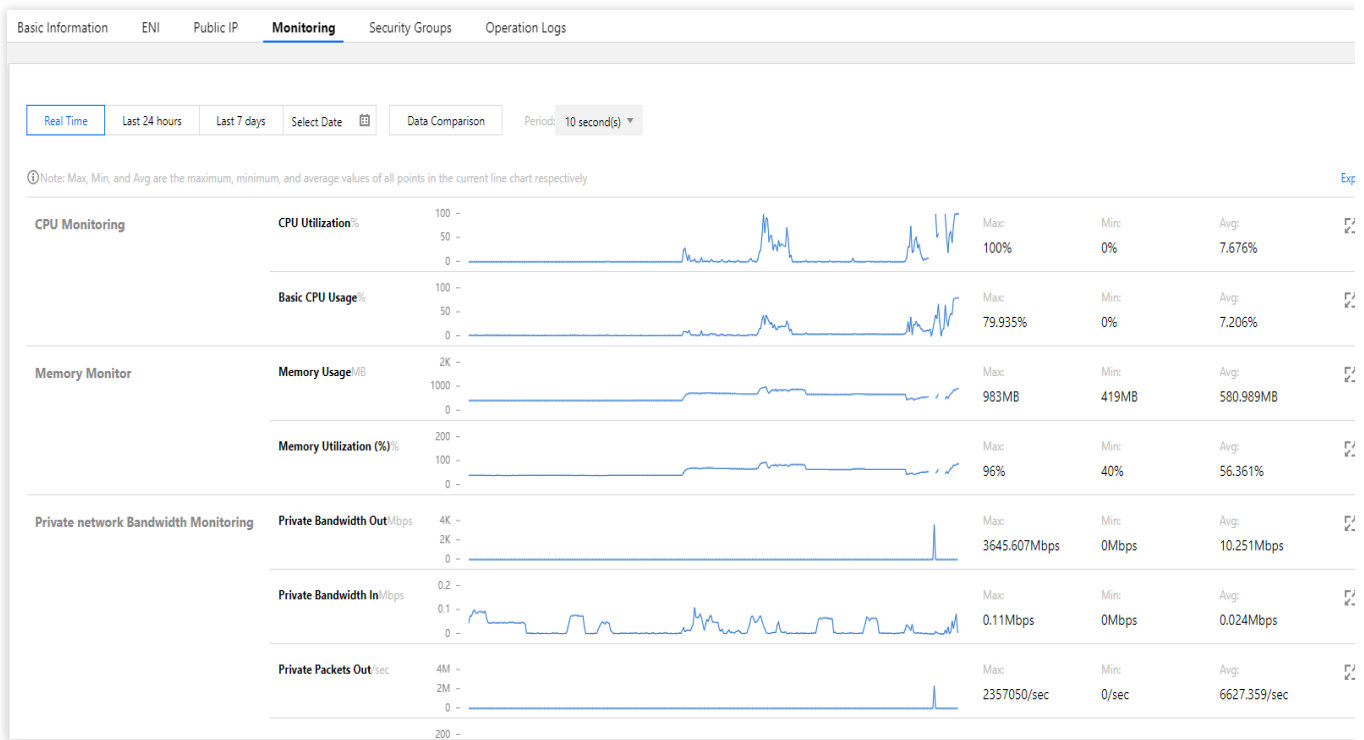 Basic Information ENI Public IP Monitoring Security Groups Operation Logs
Real Time Last 24 hours Last 7 days Select Date Data Comparison Period: 10 second(s)
Note: Max, Min, and Avg are the maximum, minimum, and average values of all points in the current line chart respectively
Exp
CPU Monitoring
CPU Utilization%
100
50
0
Max:
100%
Min:
0%
Avg:
7.676%
Basic CPU Usage%
100
50
0
Max:
79.935%
Min:
0%
Avg:
7.206%
Memory Monitor
Memory UsageMB
2K
1000
0
Max:
983MB
Min:
419MB
Avg:
580.989MB
Memory Utilization (%)%
200
100
0
Max:
96%
Min:
40%
Avg:
56.361%
Private network Bandwidth Monitoring
Private Bandwidth OutMbps
4K
2K
0
Max:
3645.607Mbps
Min:
0Mbps
Avg:
10.251Mbps
Private Bandwidth InMbps
0.2
0.1
0
Max:
0.11Mbps
Min:
0Mbps
Avg:
0.024Mbps
Private Packets Out/sec
4M
2M
0
Max:
2357050/sec
Min:
0/sec
Avg:
6627.359/sec
200